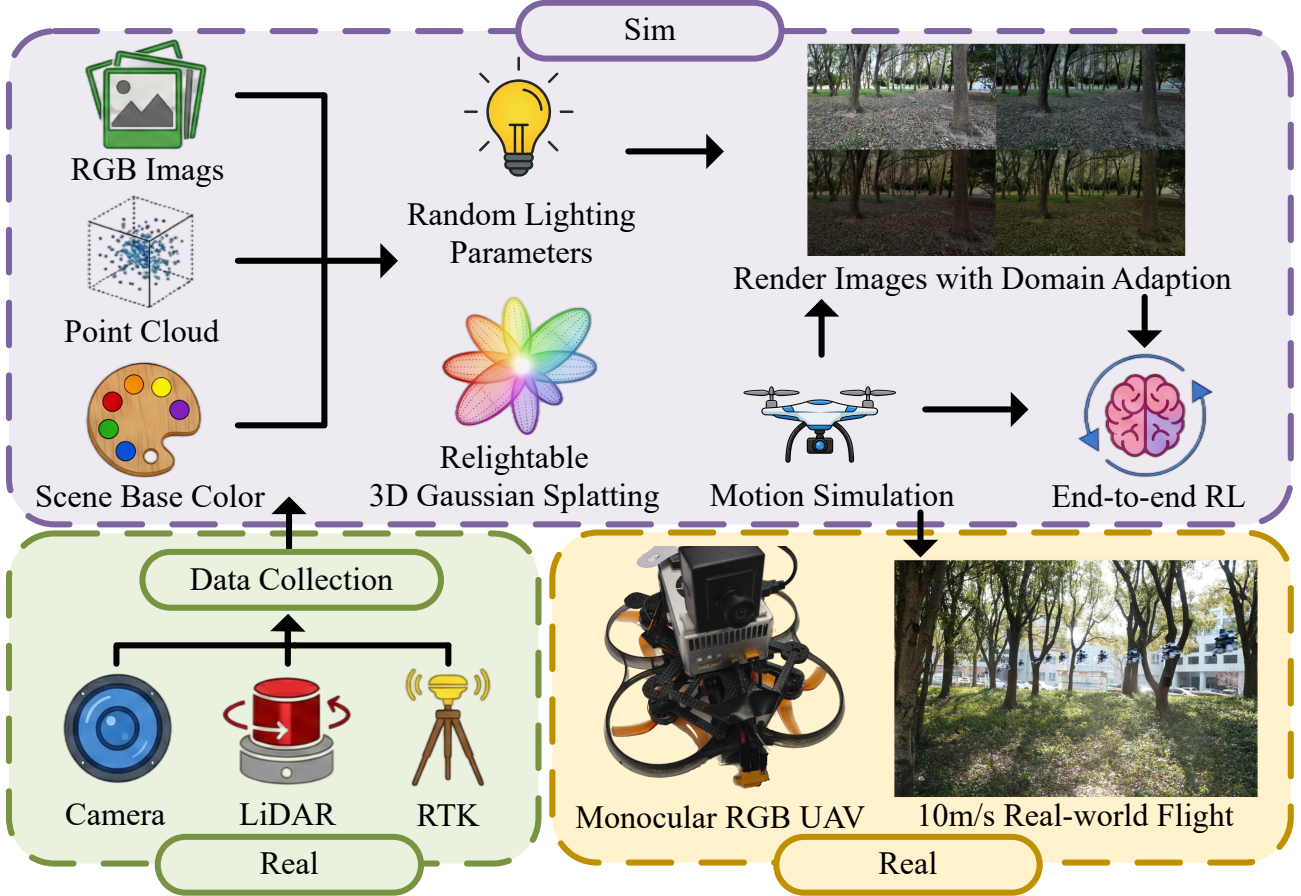 Sim
RGB Imags
Point Cloud
Scene Base Color
Random Lighting
Parameters
Relightable
3D Gaussian Splatting
Render Images with Domain Adaption
Motion Simulation
End-to-end RL
Data Collection
Camera
LiDAR
RTK
Real
Monocular RGB UAV
10m/s Real-world Flight
Real